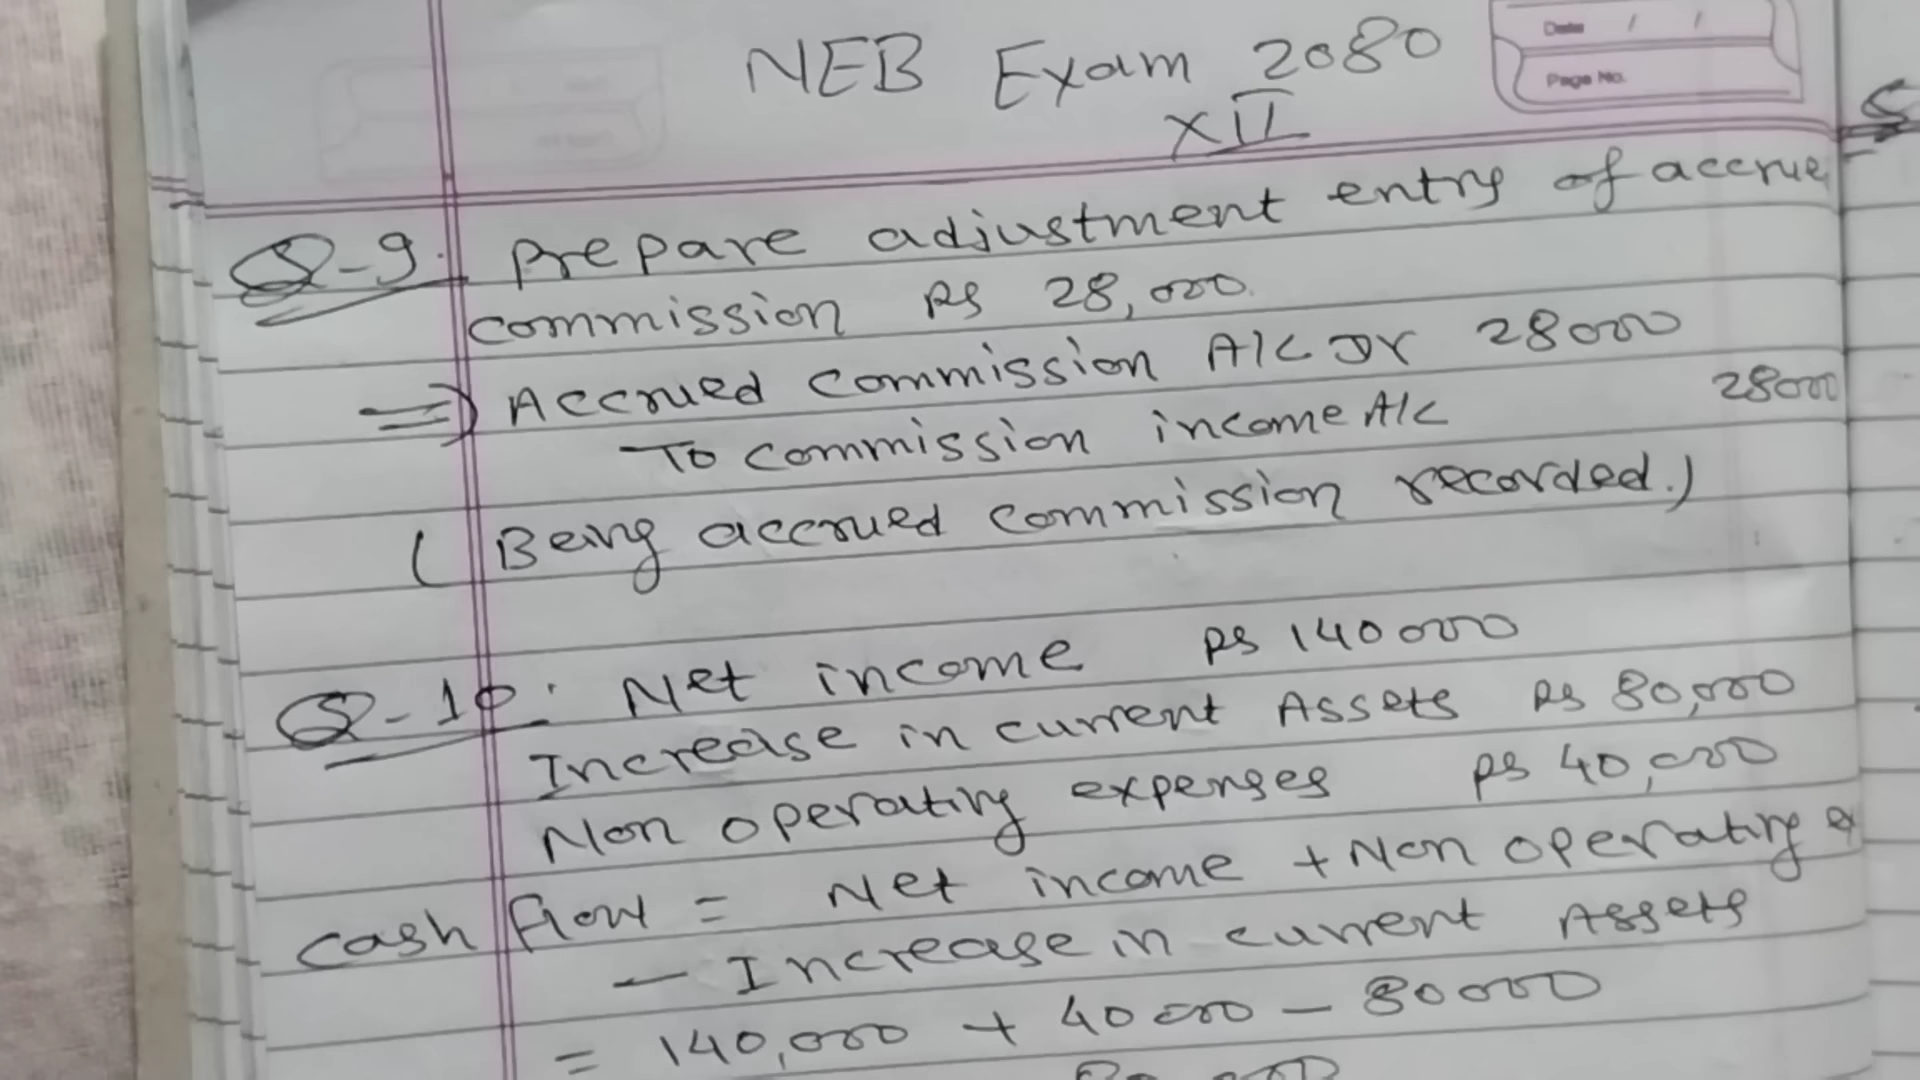 NEB Exam 2080
XII
Date / /
Page No.
Q-9. Prepare adjustment entry of accrue
commission Rs 28,000.
=) Accrued commission A/C Dr 28000
To commission income A/C 28000
( Being accrued commission recorded.)
Q-10. Net income Rs 140000
Increase in current Assets Rs 80,000
Non operating expenses Rs 40,000
cash flow = Net income + Non operating ex
- Increase in current Assets
= 140,000 + 40000 - 80000